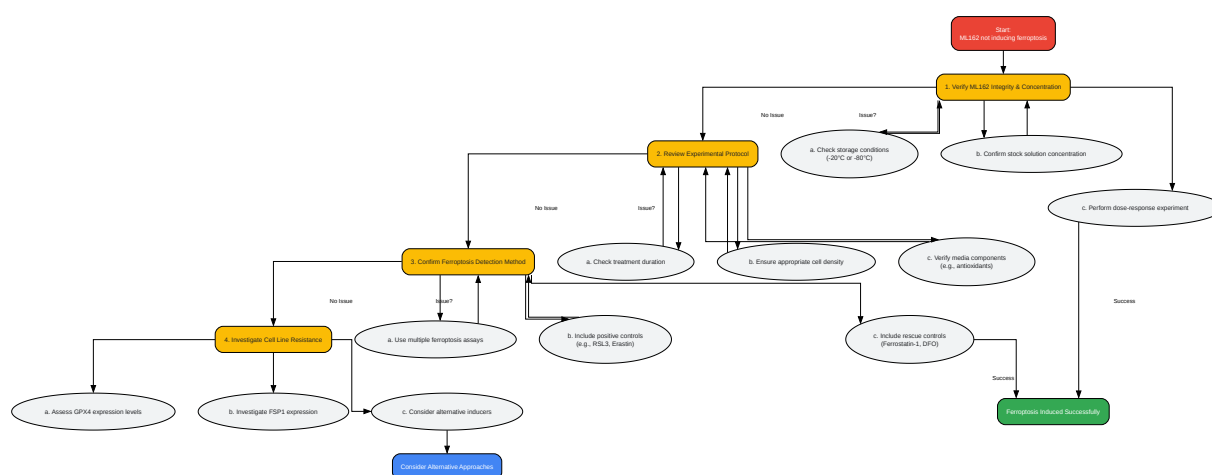 Start:
ML162 not inducing ferroptosis
1. Verify ML162 Integrity & Concentration
No Issue
Issue?
a. Check storage conditions
(-20°C or -80°C)
b. Confirm stock solution concentration
c. Perform dose-response experiment
2. Review Experimental Protocol
No Issue
Issue?
a. Check treatment duration
b. Ensure appropriate cell density
c. Verify media components
(e.g., antioxidants)
3. Confirm Ferroptosis Detection Method
No Issue
Issue?
Success
a. Use multiple ferroptosis assays
b. Include positive controls
(e.g., RSL3, Erastin)
c. Include rescue controls
(Ferrostatin-1, DFO)
4. Investigate Cell Line Resistance
Success
a. Assess GPX4 expression levels
b. Investigate FSP1 expression
c. Consider alternative inducers
Ferroptosis Induced Successfully
Consider Alternative Approaches